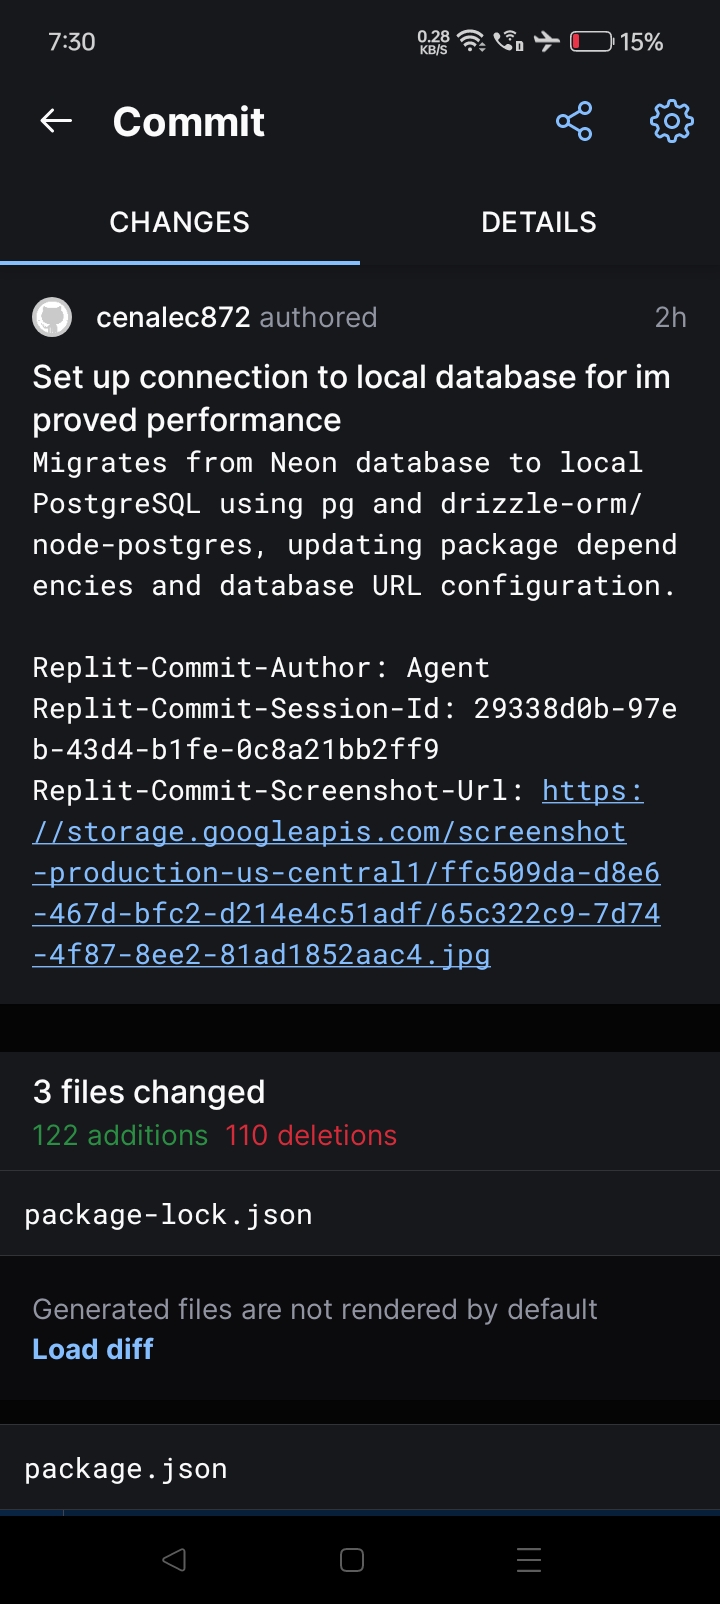 7:30
0.28 KB/S
15%
Commit
CHANGES
DETAILS
cenalec872 authored 2h
Set up connection to local database for im
proved performance
Migrates from Neon database to local
PostgreSQL using pg and drizzle-orm/
node-postgres, updating package depend
encies and database URL configuration.
Replit-Commit-Author: Agent
Replit-Commit-Session-Id: 29338d0b-97e
b-43d4-b1fe-0c8a21bb2ff9
Replit-Commit-Screenshot-Url: https:
//storage.googleapis.com/screenshot
-production-us-central1/ffc509da-d8e6
-467d-bfc2-d214e4c51adf/65c322c9-7d74
-4f87-8ee2-81ad1852aac4.jpg
3 files changed
122 additions 110 deletions
package-lock.json
Generated files are not rendered by default
Load diff
package.json